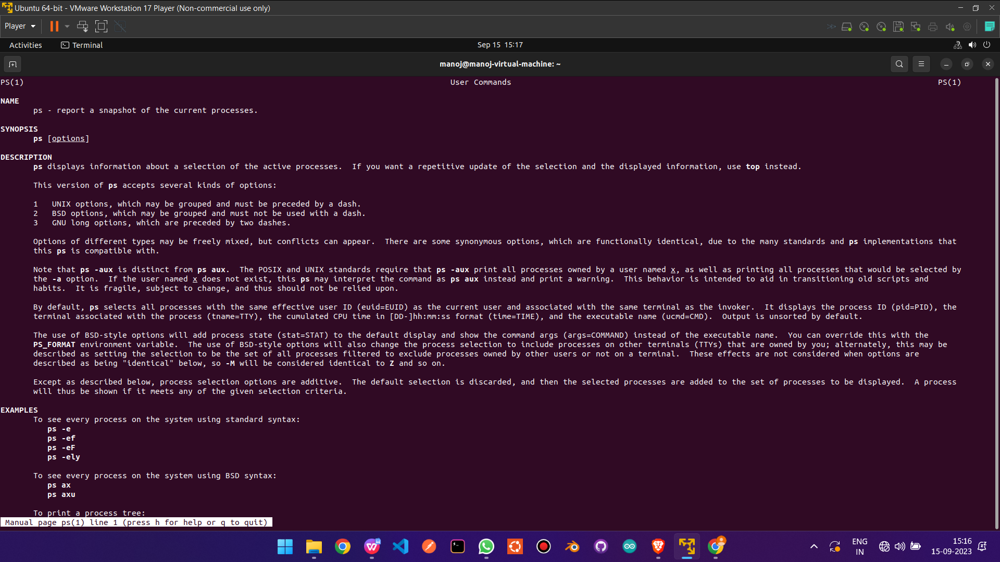 Ubuntu 64-bit - VMware Workstation 17 Player (Non-commercial use only)
Player
Activities
Terminal
Sep 15 15:17
manoj@manoj-virtual-machine: ~
PS(1) User Commands PS(1)
NAME
ps - report a snapshot of the current processes.
SYNOPSIS
ps [options]
DESCRIPTION
ps displays information about a selection of the active processes. If you want a repetitive update of the selection and the displayed information, use top instead.
This version of ps accepts several kinds of options:
1 UNIX options, which may be grouped and must be preceded by a dash.
2 BSD options, which may be grouped and must not be used with a dash.
3 GNU long options, which are preceded by two dashes.
Options of different types may be freely mixed, but conflicts can appear. There are some synonymous options, which are functionally identical, due to the many standards and ps implementations that
this ps is compatible with.
Note that ps -aux is distinct from ps aux. The POSIX and UNIX standards require that ps -aux print all processes owned by a user named x, as well as printing all processes that would be selected by
the -a option. If the user named x does not exist, this ps may interpret the command as ps aux instead and print a warning. This behavior is intended to aid in transitioning old scripts and
habits. It is fragile, subject to change, and thus should not be relied upon.
By default, ps selects all processes with the same effective user ID (euid=EUID) as the current user and associated with the same terminal as the invoker. It displays the process ID (pid=PID), the
terminal associated with the process (tname=TTY), the cumulated CPU time in [DD-]hh:mm:ss format (time=TIME), and the executable name (ucmd=CMD). Output is unsorted by default.
The use of BSD-style options will add process state (stat=STAT) to the default display and show the command args (args=COMMAND) instead of the executable name. You can override this with the
PS_FORMAT environment variable. The use of BSD-style options will also change the process selection to include processes on other terminals (TTYs) that are owned by you; alternately, this may be
described as setting the selection to be the set of all processes filtered to exclude processes owned by other users or not on a terminal. These effects are not considered when options are
described as being "identical" below, so -M will be considered identical to Z and so on.
Except as described below, process selection options are additive. The default selection is discarded, and then the selected processes are added to the set of processes to be displayed. A process
will thus be shown if it meets any of the given selection criteria.
EXAMPLES
To see every process on the system using standard syntax:
ps -e
ps -ef
ps -eF
ps -ely
To see every process on the system using BSD syntax:
ps ax
ps axu
To print a process tree:
Manual page ps(1) line 1 (press h for help or q to quit)
ENG
IN
15:16
15-09-2023